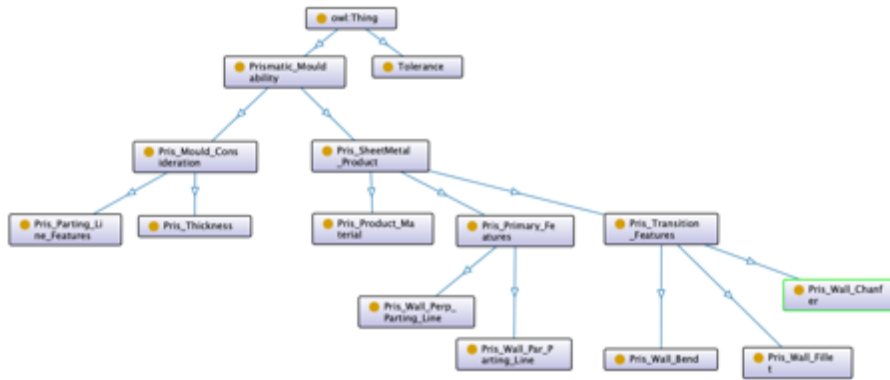 owl:Thing
Prismatic_Mould
ability
Tolerance
Pris_Mould_Cons
ideration
Pris_SheetMetal
_Product
Pris_Parting_Li
ne_Features
Pris_Thickness
Pris_Product_Ma
terial
Pris_Primary_Fe
atures
Pris_Transition
_Features
Pris_Wall_Chanf
er
Pris_Wall_Perp_
Parting_Line
Pris_Wall_Par_P
arting_Line
Pris_Wall_Bend
Pris_Wall_Fille
t